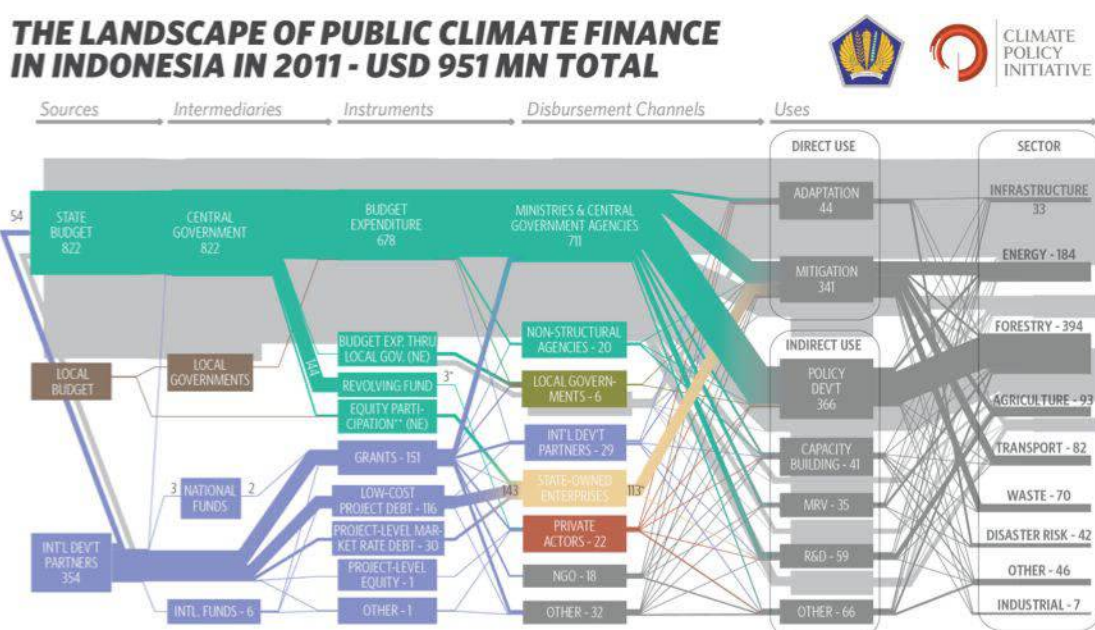 THE LANDSCAPE OF PUBLIC CLIMATE FINANCE
IN INDONESIA IN 2011 - USD 951 MN TOTAL
CLIMATE
POLICY
INITIATIVE
Sources
Intermediaries
Instruments
Disbursement Channels
Uses
54
STATE
BUDGET
822
LOCAL
BUDGET
INT'L DEV'T
PARTNERS
354
CENTRAL
GOVERNMENT
822
LOCAL
GOVERNMENTS
3
NATIONAL
FUNDS
2
INTL. FUNDS - 6
144
BUDGET
EXPENDITURE
678
BUDGET EXP. THRU
LOCAL GOV. (NE)
REVOLVING FUND
3*
EQUITY PARTI-
CIPATION** (NE)
GRANTS - 151
LOW-COST
PROJECT DEBT - 116
PROJECT-LEVEL MAR-
KET RATE DEBT - 30
PROJECT-LEVEL
EQUITY - 1
OTHER - 1
MINISTRIES & CENTRAL
GOVERNMENT AGENCIES
711
NON-STRUCTURAL
AGENCIES - 20
LOCAL GOVERN-
MENTS - 6
INT'L DEV'T
PARTNERS - 29
143
STATE-OWNED
ENTERPRISES
113*
PRIVATE
ACTORS - 22
NGO - 18
OTHER - 32
DIRECT USE
ADAPTATION
44
MITIGATION
341
INDIRECT USE
POLICY
DEV'T
366
CAPACITY
BUILDING - 41
MRV - 35
R&D - 59
OTHER - 66
SECTOR
INFRASTRUCTURE
33
ENERGY - 184
FORESTRY - 394
AGRICULTURE - 93
TRANSPORT - 82
WASTE - 70
DISASTER RISK - 42
OTHER - 46
INDUSTRIAL - 7